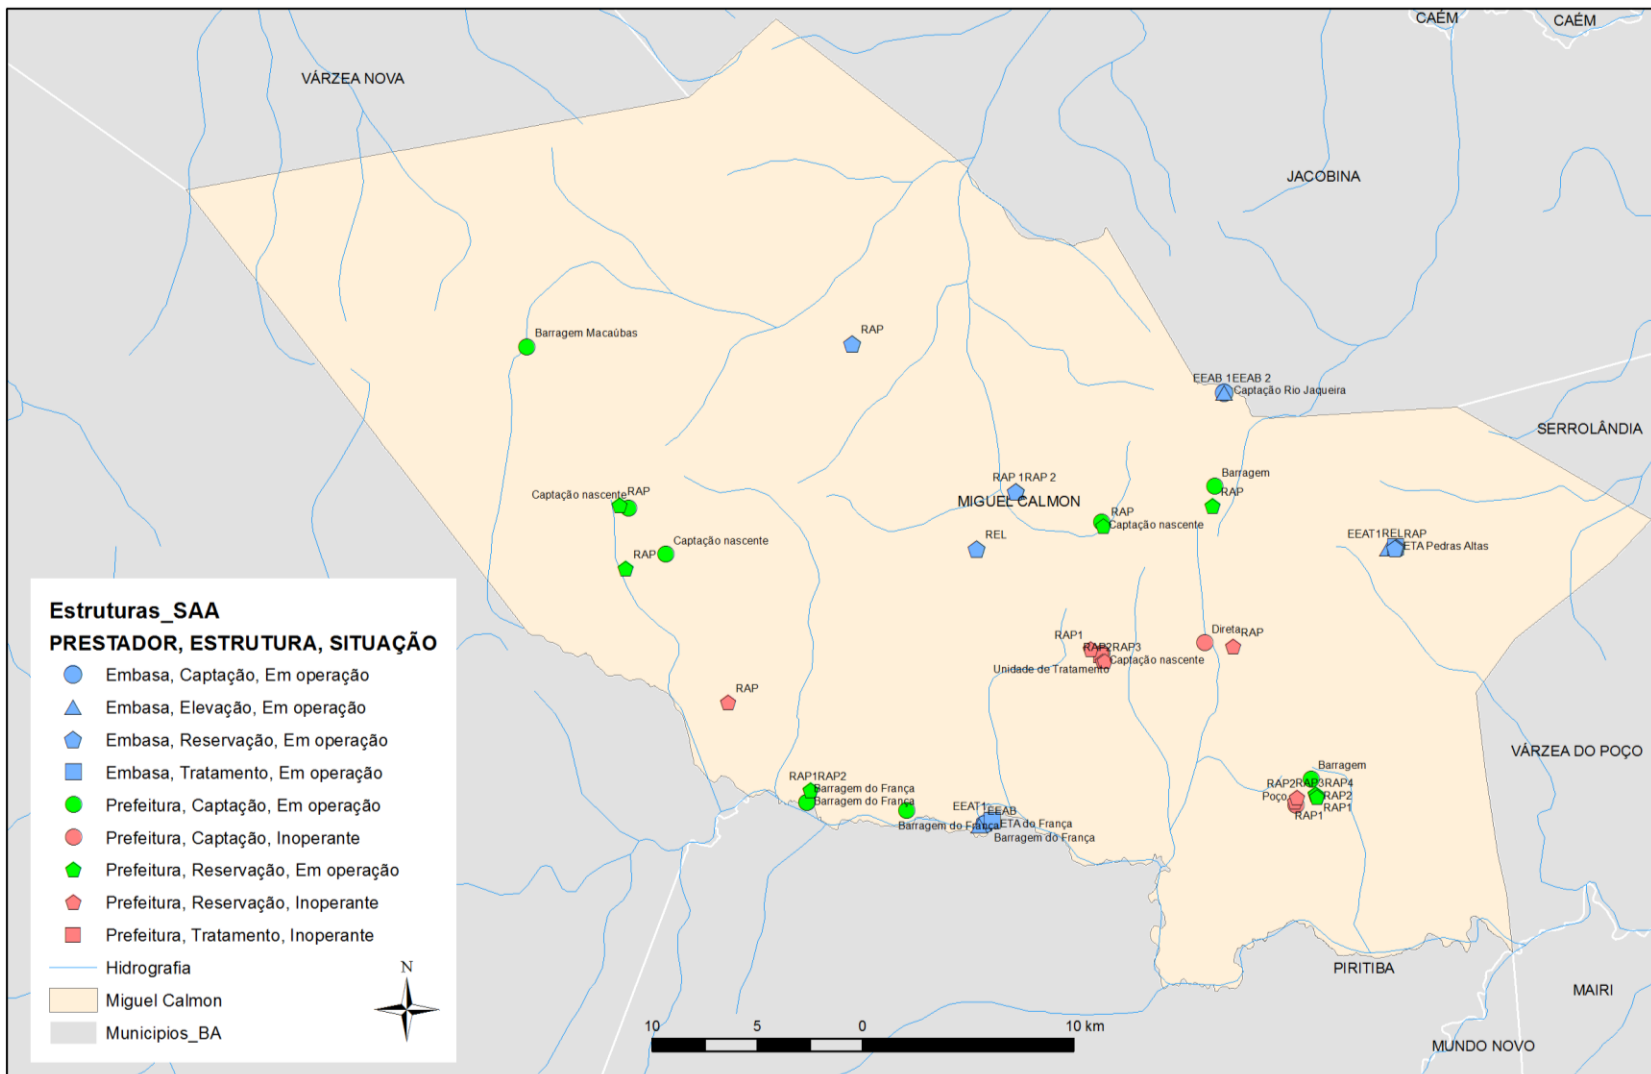 CAÉM
CAÉM
VÁRZEA NOVA
JACOBINA
Barragem Macaúbas
RAP
EEAB 1EEAB 2
Captação Rio Jaqueira
SERROLÂNDIA
Barragem
RAP 1RAP 2
RAP
Captação nascente
RAP
MIGUEL CALMON
RAP
Captação nascente
EEAT1RELRAP
ETA Pedras Altas
REL
Captação nascente
RAP
Direta
RAP
RAP1
RAP2RAP3
Captação nascente
Unidade de Tratamento
RAP
VÁRZEA DO POÇO
Barragem
RAP1RAP2
Barragem do França
Barragem do França
RAP2RAP3RAP4
Poço
RAP2
RAP1
RAP1
EEAT1
EEAB
Barragem do França
ETA do França
Barragem do França
PIRITIBA
MAIRI
MUNDO NOVO
Estruturas_SAA
PRESTADOR, ESTRUTURA, SITUAÇÃO
Embasa, Captação, Em operação
Embasa, Elevação, Em operação
Embasa, Reservação, Em operação
Embasa, Tratamento, Em operação
Prefeitura, Captação, Em operação
Prefeitura, Captação, Inoperante
Prefeitura, Reservação, Em operação
Prefeitura, Reservação, Inoperante
Prefeitura, Tratamento, Inoperante
Hidrografia
Miguel Calmon
Municipios_BA
N
10 5 0 10 km